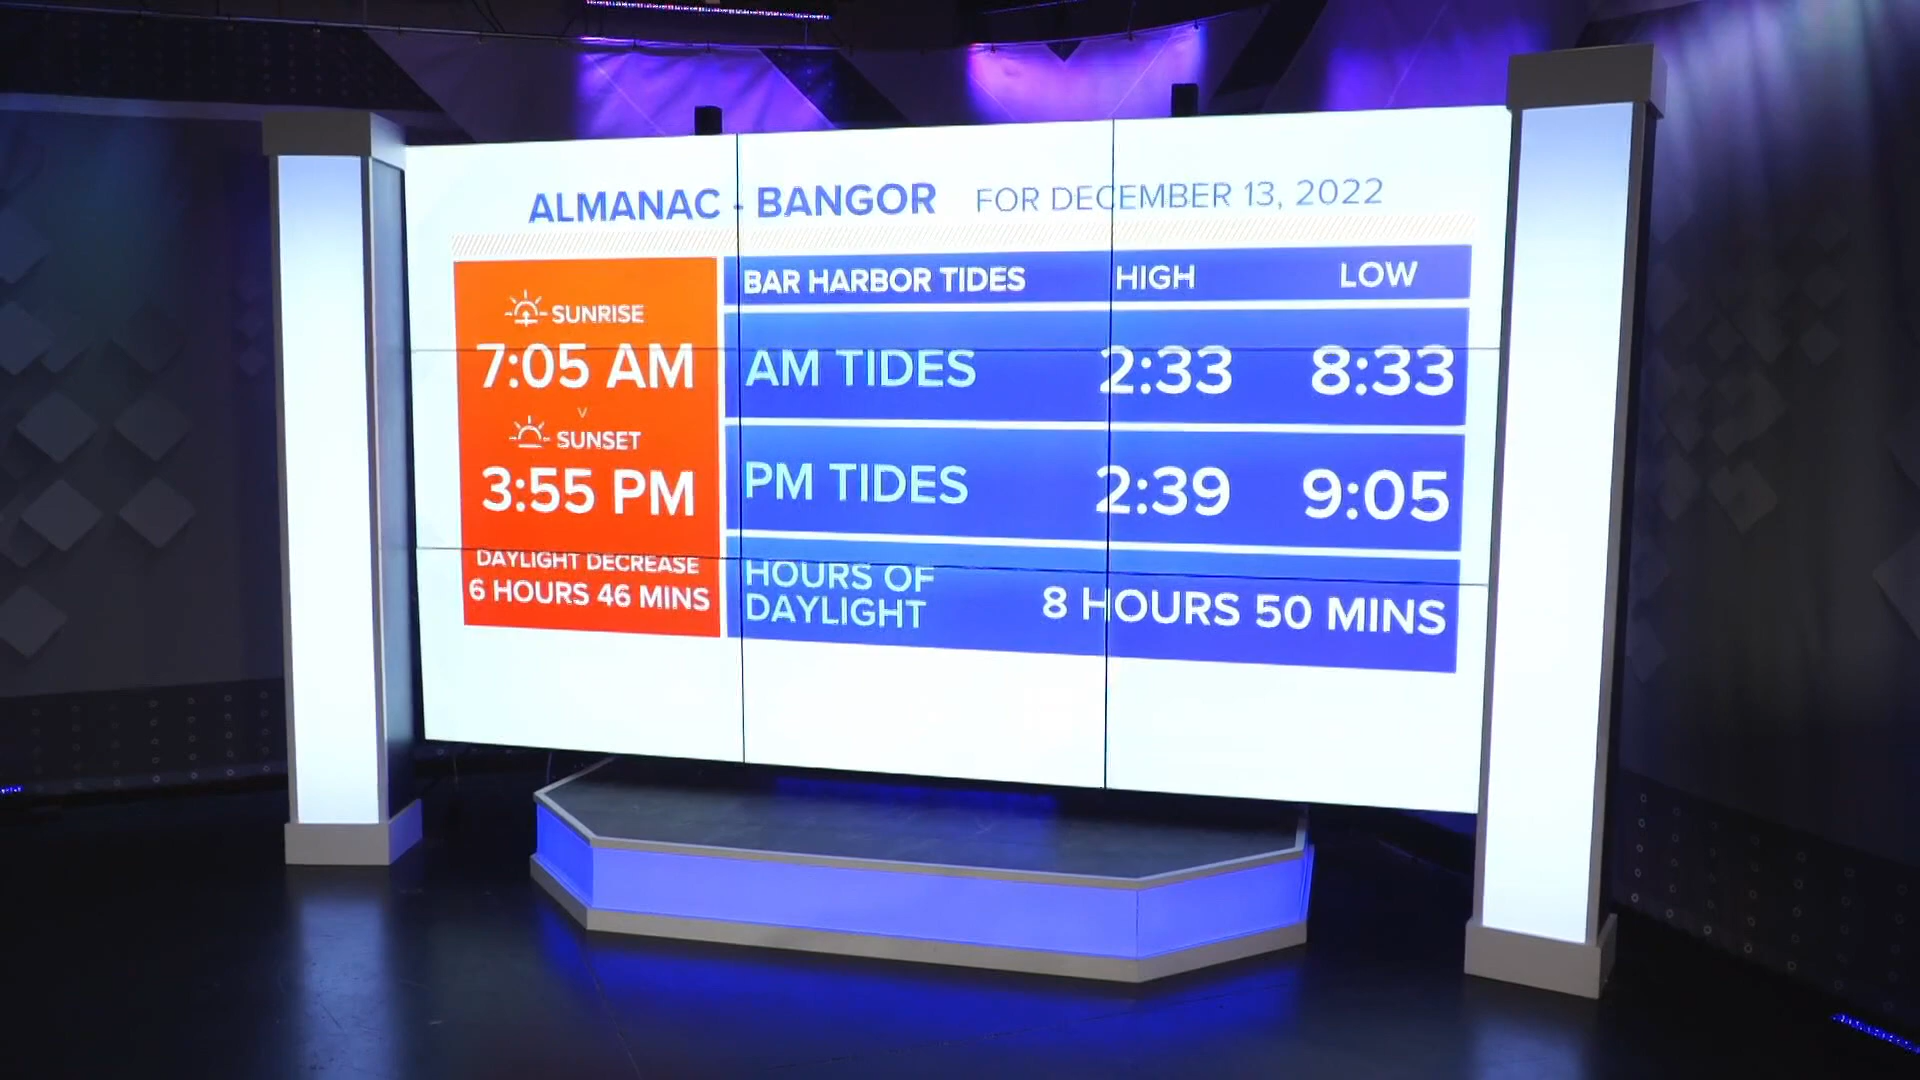 ALMANAC - BANGOR FOR DECEMBER 13, 2022
SUNRISE
7:05 AM
SUNSET
3:55 PM
DAYLIGHT DECREASE
6 HOURS 46 MINS
BAR HARBOR TIDES HIGH LOW
AM TIDES 2:33 8:33
PM TIDES 2:39 9:05
HOURS OF
DAYLIGHT
8 HOURS 50 MINS